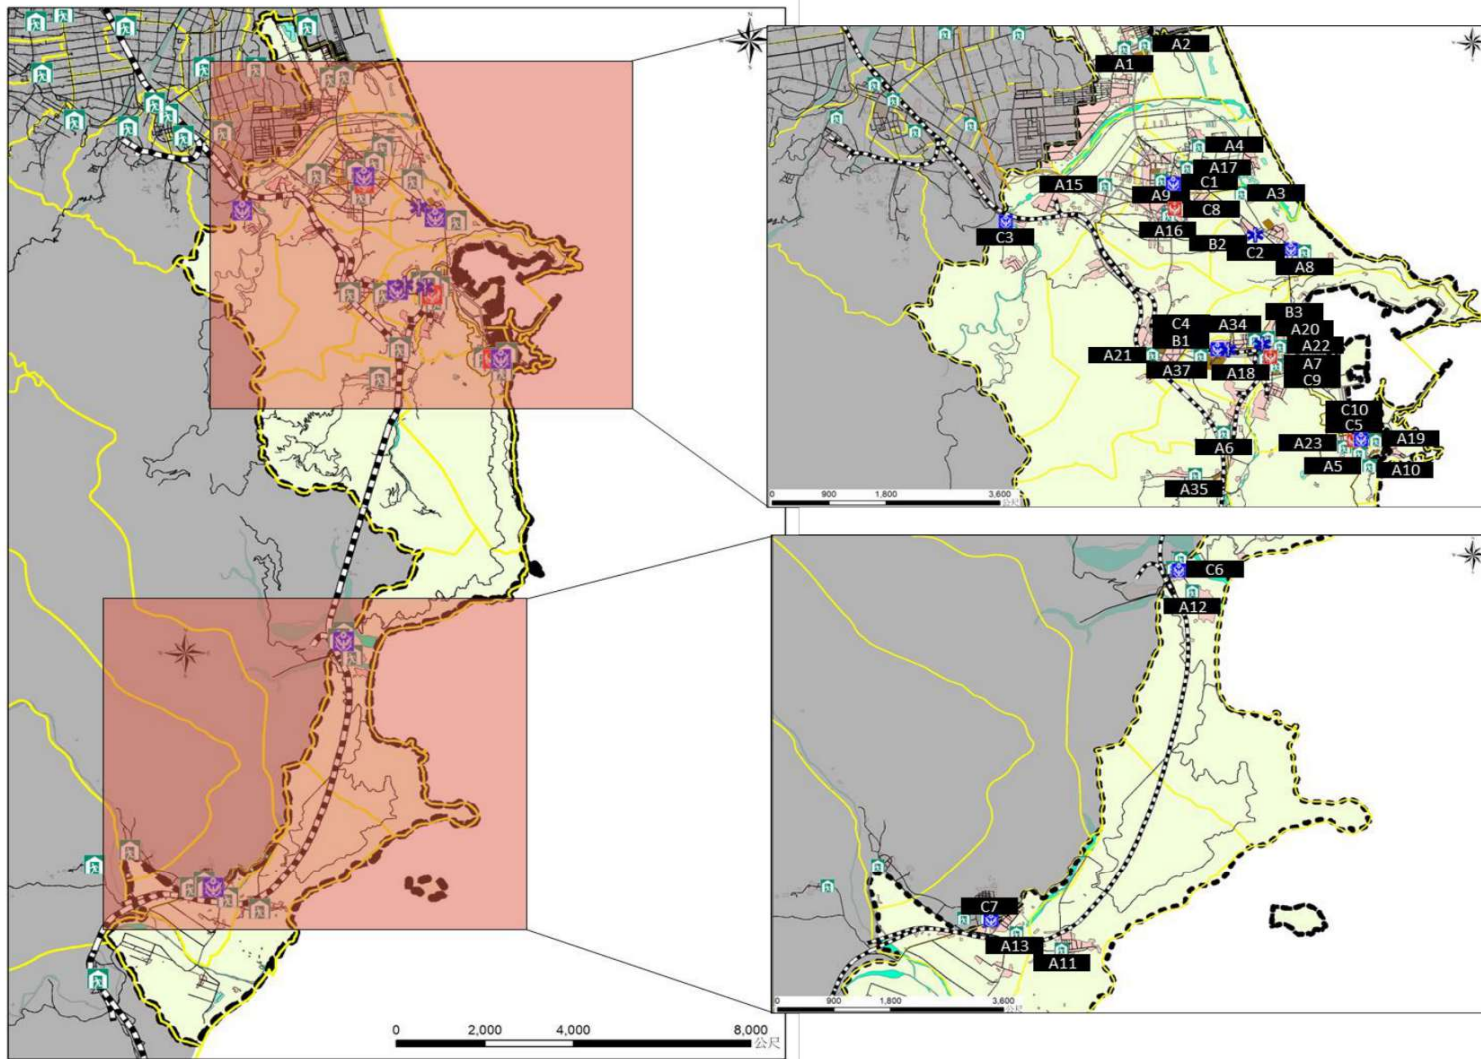 N
A2
A1
A4
A17
A15
C1
A9
A3
C8
A16
C3
B2
C2
A8
B3
C4
A34
A20
B1
A22
A21
A7
A37
A18
C9
C10
C5
A23
A19
A6
A5
A10
A35
0 900 1,800 3,600
公尺
C6
A12
C7
A13
A11
0 900 1,800 3,600
公尺
0 2,000 4,000 8,000
公尺